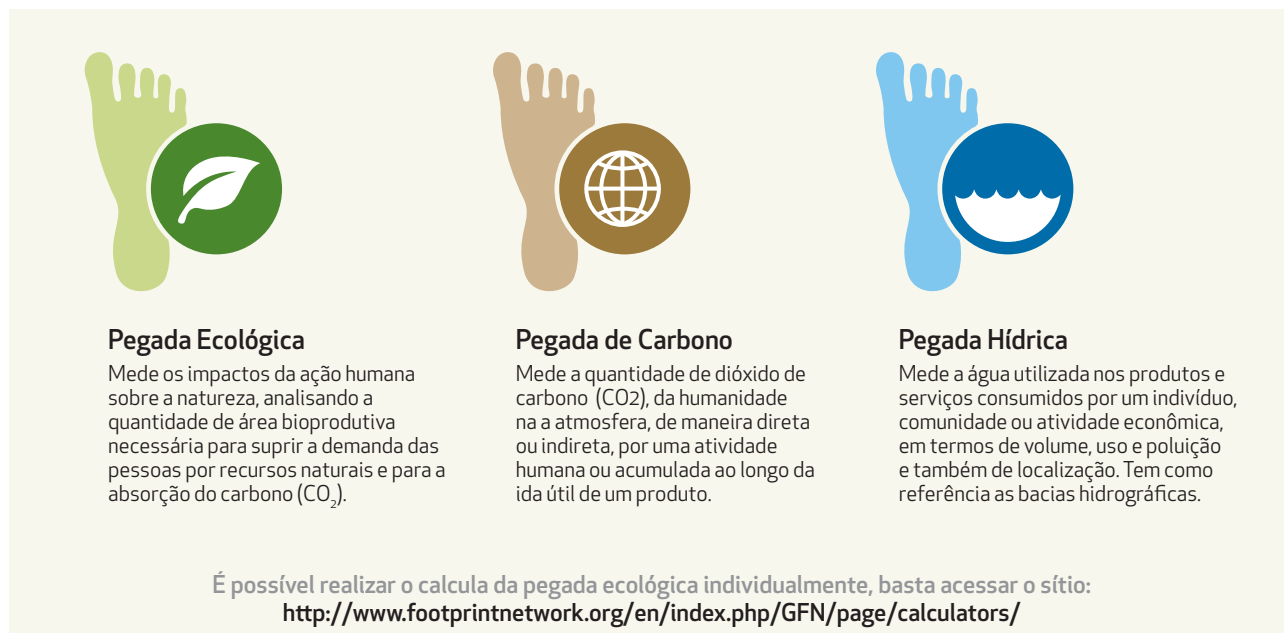 Pegada Ecológica
Mede os impactos da ação humana
sobre a natureza, analisando a
quantidade de área bioprodutiva
necessária para suprir a demanda das
pessoas por recursos naturais e para a
absorção do carbono (CO₂).
Pegada de Carbono
Mede a quantidade de dióxido de
carbono (CO2), da humanidade
na a atmosfera, de maneira direta
ou indireta, por uma atividade
humana ou acumulada ao longo da
ida útil de um produto.
Pegada Hídrica
Mede a água utilizada nos produtos e
serviços consumidos por um indivíduo,
comunidade ou atividade econômica,
em termos de volume, uso e poluição
e também de localização. Tem como
referência as bacias hidrográficas.
É possível realizar o calcula da pegada ecológica individualmente, basta acessar o sítio:
http://www.footprintnetwork.org/en/index.php/GFN/page/calculators/